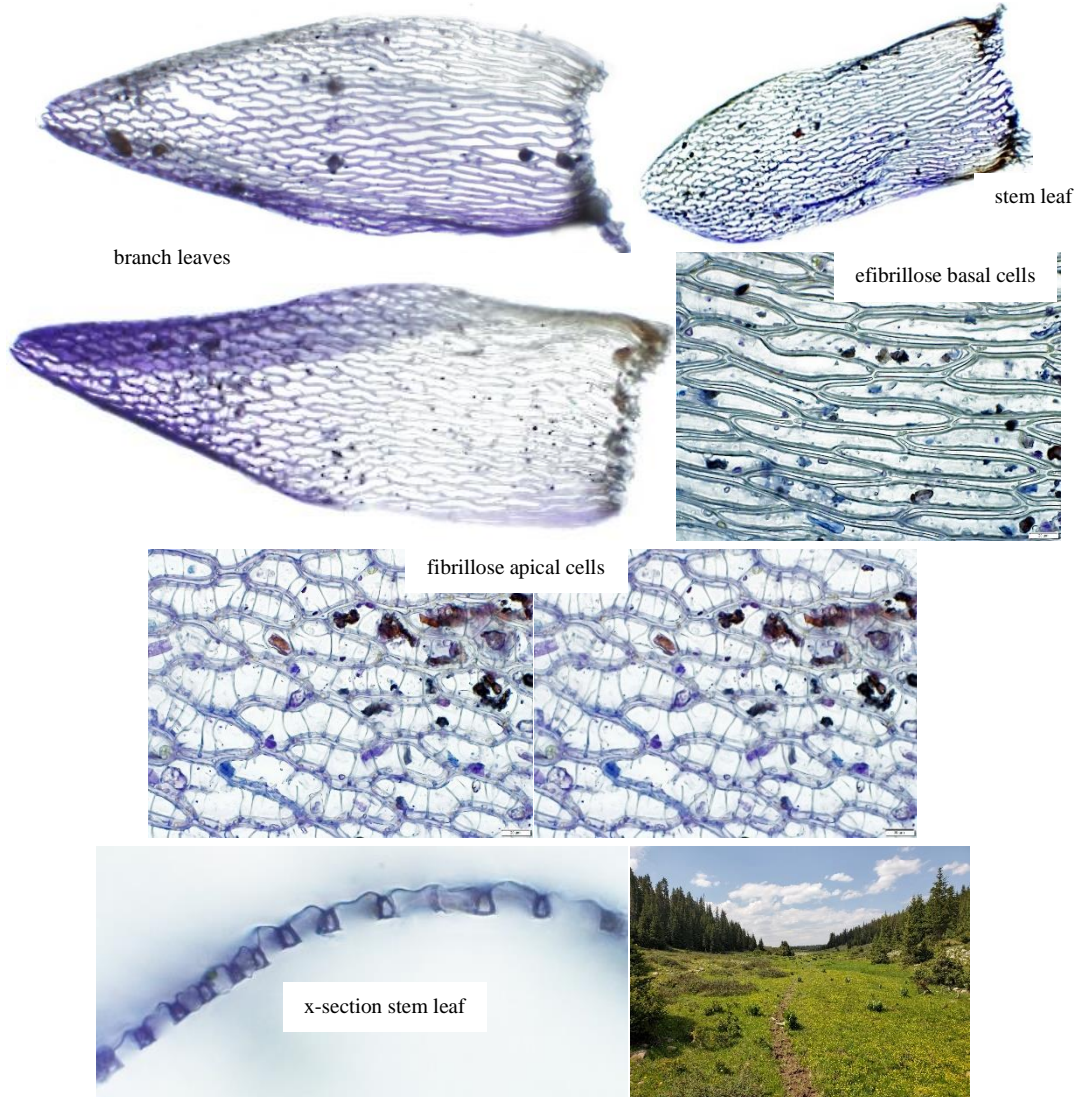 stem leaf
branch leaves
efibrillose basal cells
fibrillose apical cells
x-section stem leaf